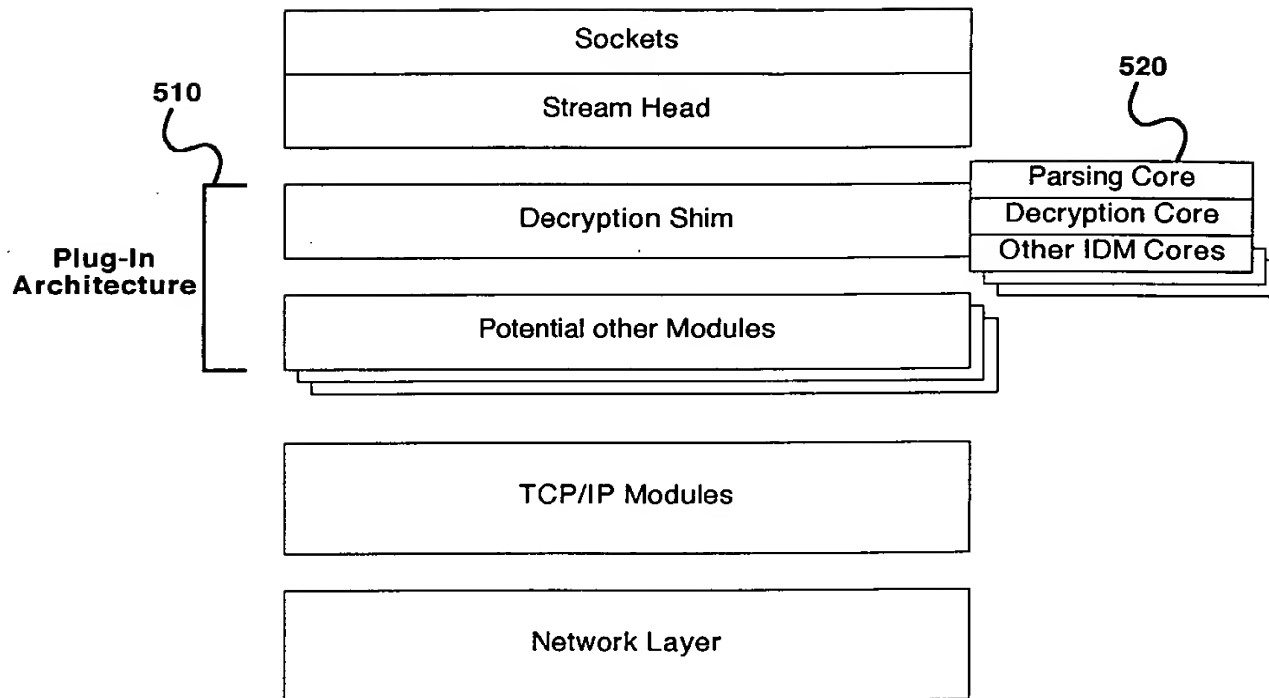 Sockets
520
510
Stream Head
Parsing Core
Decryption Shim
Decryption Core
Other IDM Cores
Plug-In
Architecture
Potential other Modules
TCP/IP Modules
Network Layer